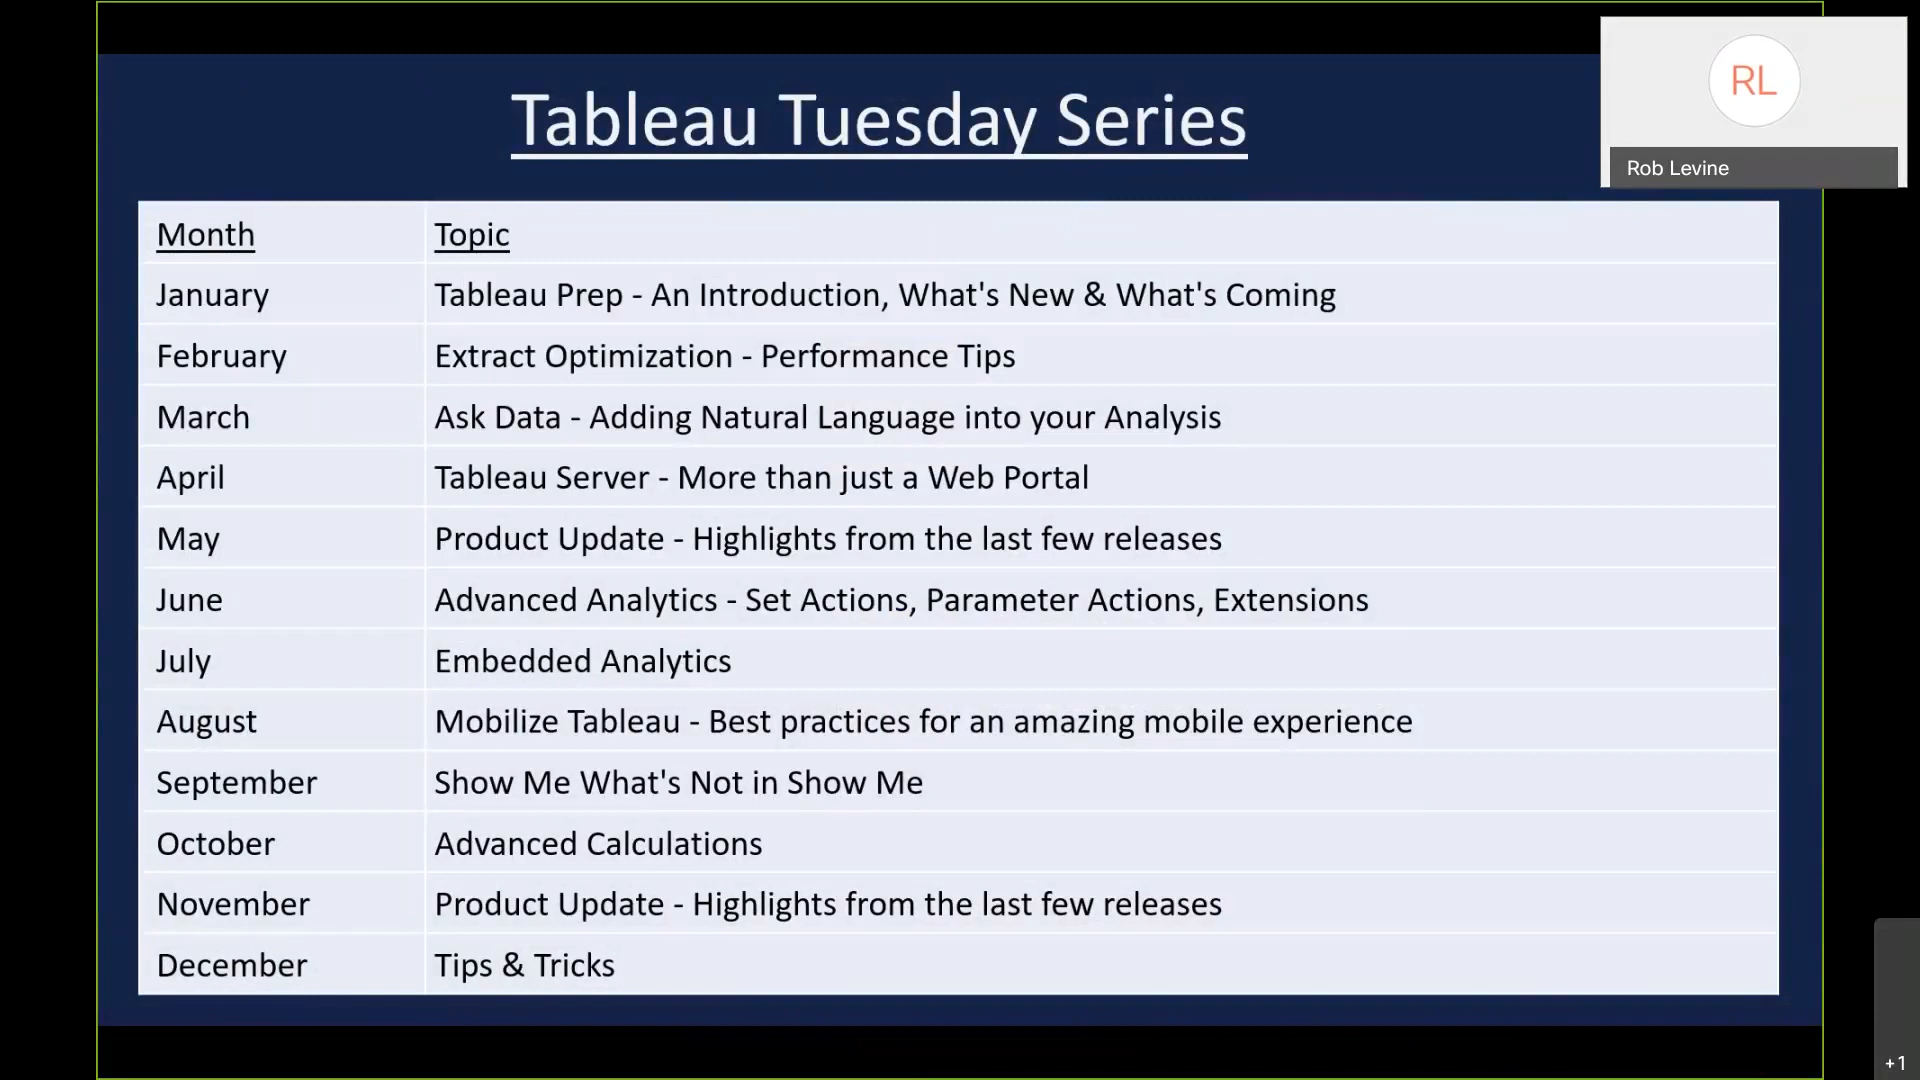 Tableau Tuesday Series
RL
Rob Levine
Month Topic
January Tableau Prep - An Introduction, What's New & What's Coming
February Extract Optimization - Performance Tips
March Ask Data - Adding Natural Language into your Analysis
April Tableau Server - More than just a Web Portal
May Product Update - Highlights from the last few releases
June Advanced Analytics - Set Actions, Parameter Actions, Extensions
July Embedded Analytics
August Mobilize Tableau - Best practices for an amazing mobile experience
September Show Me What's Not in Show Me
October Advanced Calculations
November Product Update - Highlights from the last few releases
December Tips & Tricks
+1